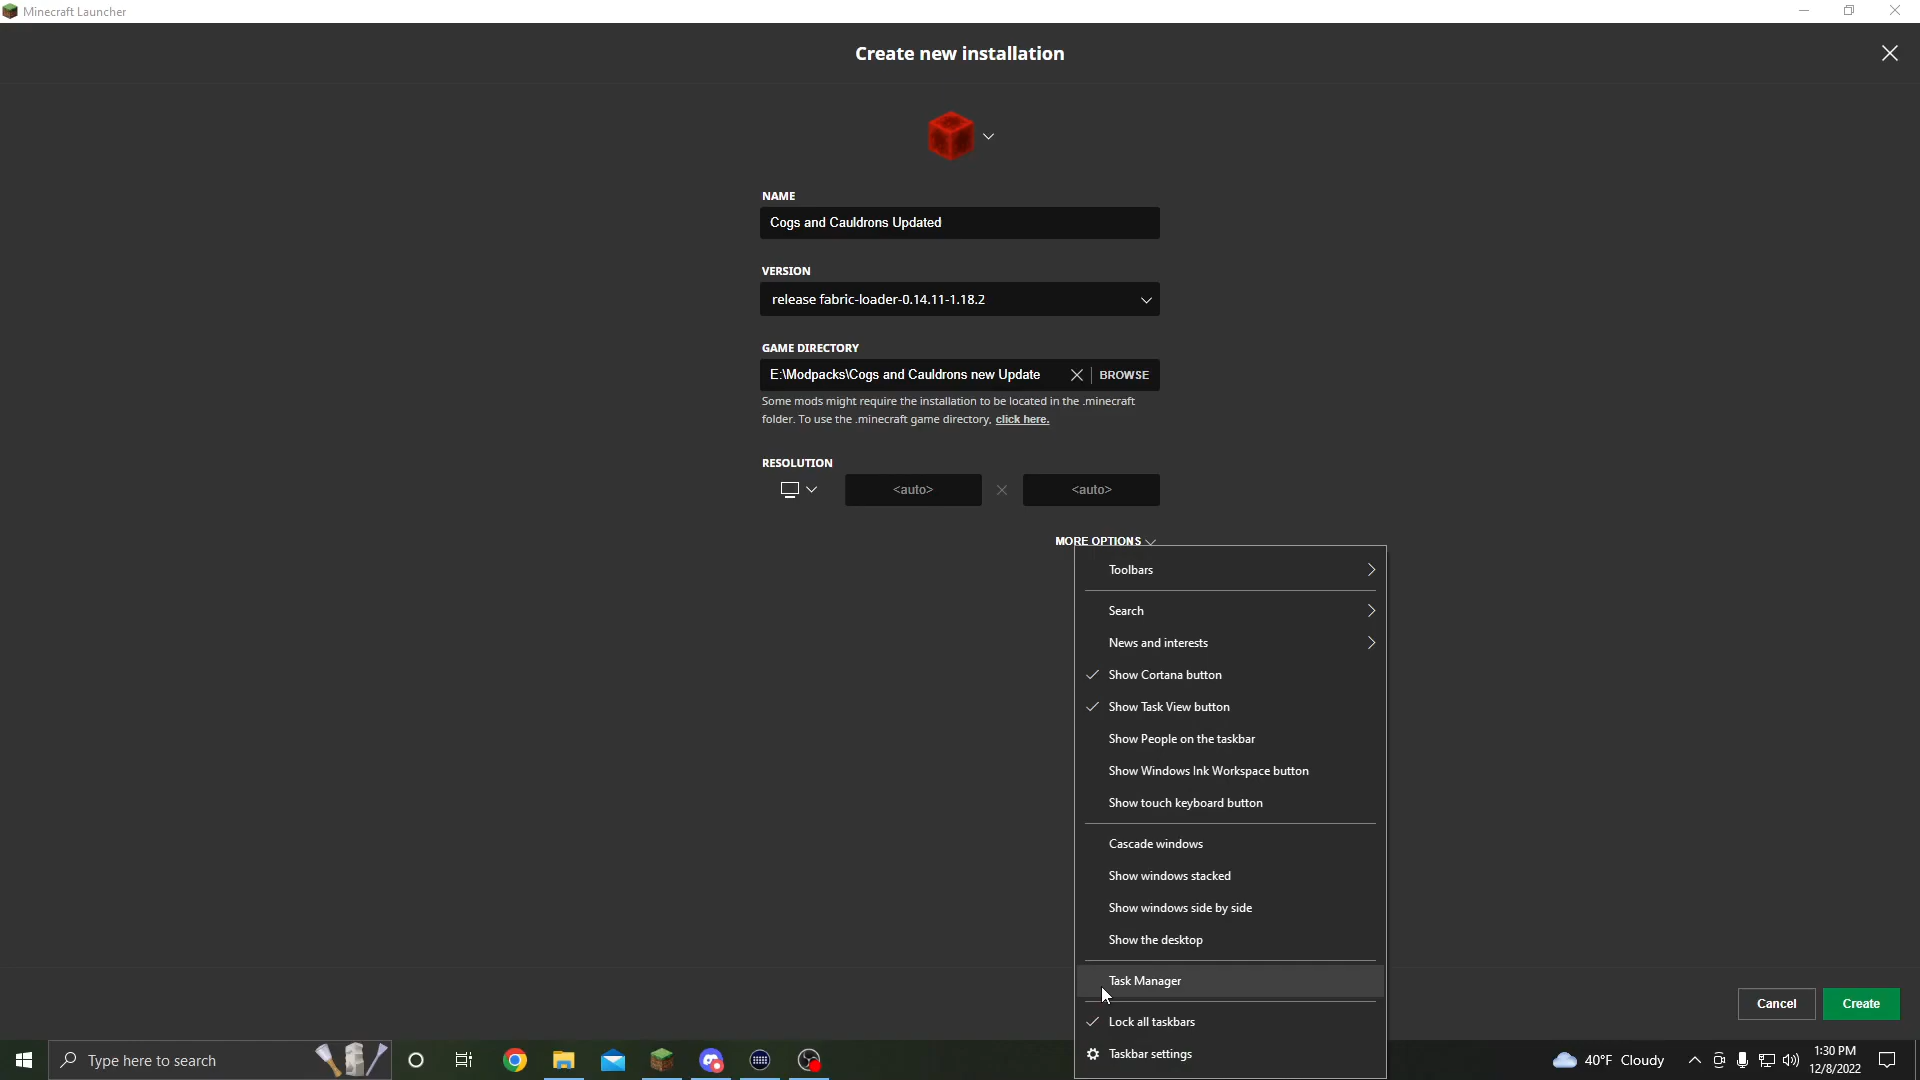 Minecraft Launcher
Create new installation
NAME
Cogs and Cauldrons Updated
VERSION
release fabric-loader-0.14.11-1.18.2
GAME DIRECTORY
E:\Modpacks\Cogs and Cauldrons new Update
BROWSE
Some mods might require the installation to be located in the .minecraft
folder. To use the .minecraft game directory, click here.
RESOLUTION
<auto>
<auto>
MORE OPTIONS
Toolbars
Search
News and interests
Show Cortana button
Show Task View button
Show People on the taskbar
Show Windows Ink Workspace button
Show touch keyboard button
Cascade windows
Show windows stacked
Show windows side by side
Show the desktop
Task Manager
Lock all taskbars
Taskbar settings
Cancel
Create
Type here to search
40°F Cloudy
1:30 PM
12/8/2022